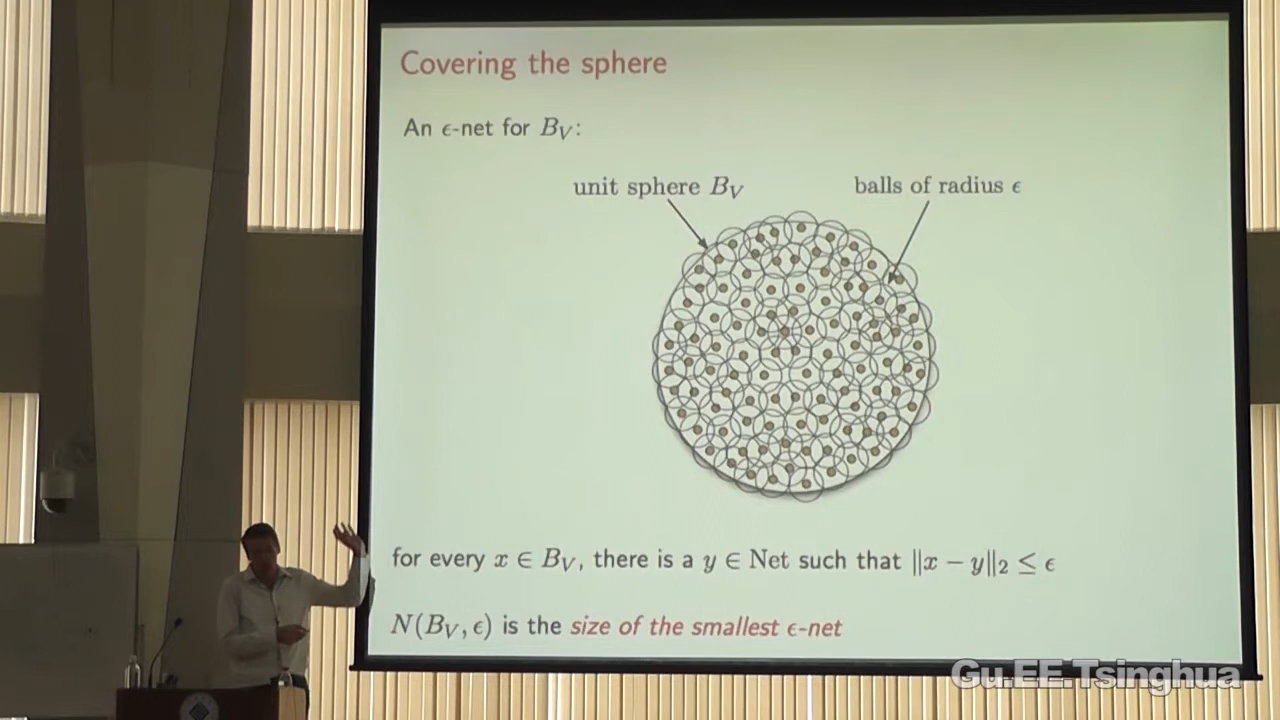 Covering the sphere
An ϵ-net for B_V:
unit sphere B_V
balls of radius ϵ
for every x ∈ B_V, there is a y ∈ Net such that ‖x − y‖₂ ≤ ϵ
N(B_V, ϵ) is the size of the smallest ϵ-net
Gu.EE.Tsinghua